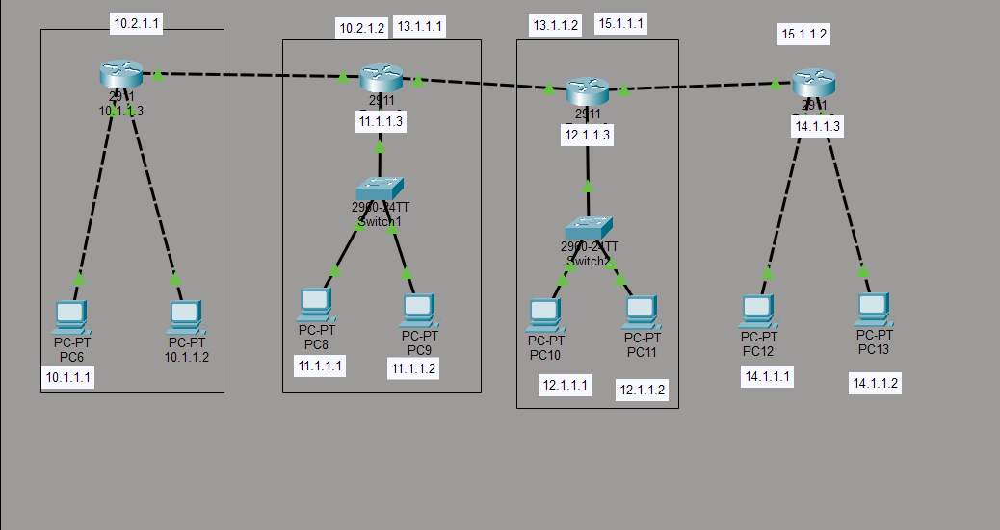 10.2.1.1
10.2.1.2
13.1.1.1
13.1.1.2
15.1.1.1
15.1.1.2
2911
10.1.1.3
2911
11.1.1.3
2911
12.1.1.3
2911
14.1.1.3
2960-24TT
Switch1
2960-24TT
Switch2
PC-PT
PC6
10.1.1.1
PC-PT
10.1.1.2
PC-PT
PC8
11.1.1.1
PC-PT
PC9
11.1.1.2
PC-PT
PC10
12.1.1.1
PC-PT
PC11
12.1.1.2
PC-PT
PC12
14.1.1.1
PC-PT
PC13
14.1.1.2